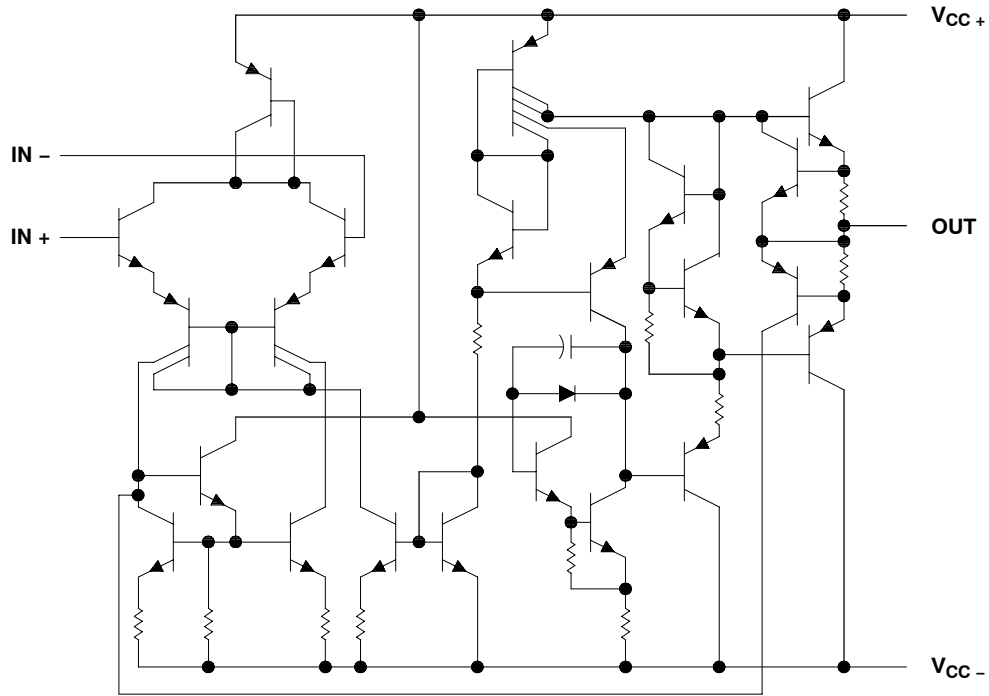 VCC +
IN −
IN +
OUT
VCC −